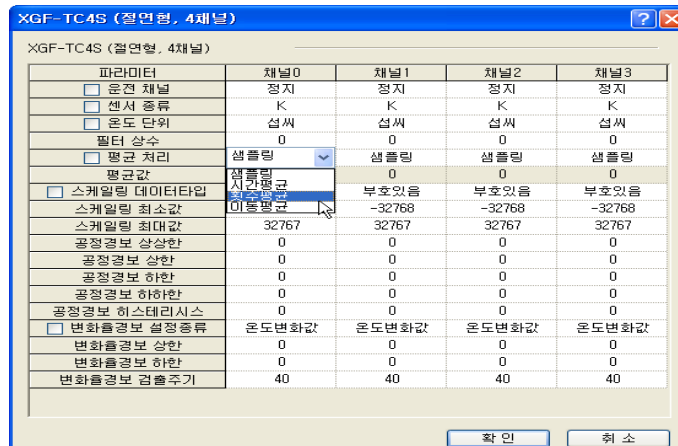 XGF-TC4S (절연형, 4채널)
XGF-TC4S (절연형, 4채널)
파라미터 채널0 채널1 채널2 채널3
운전 채널 정지 정지 정지 정지
센서 종류 K K K K
온도 단위 섭씨 섭씨 섭씨 섭씨
필터 상수 0 0 0 0
평균 처리 샘플링 샘플링 샘플링 샘플링
평균값 샘플링 0 0 0
시간평균
스케일링 데이터타입 횟수평균 부호있음 부호있음 부호있음
스케일링 최소값 이동평균 -32768 -32768 -32768
스케일링 최대값 32767 32767 32767 32767
공정경보 상상한 0 0 0 0
공정경보 상한 0 0 0 0
공정경보 하한 0 0 0 0
공정경보 하하한 0 0 0 0
공정경보 히스테리시스 0 0 0 0
변화율경보 설정종류 온도변화값 온도변화값 온도변화값 온도변화값
변화율경보 상한 0 0 0 0
변화율경보 하한 0 0 0 0
변화율경보 검출주기 40 40 40 40
확 인 취 소